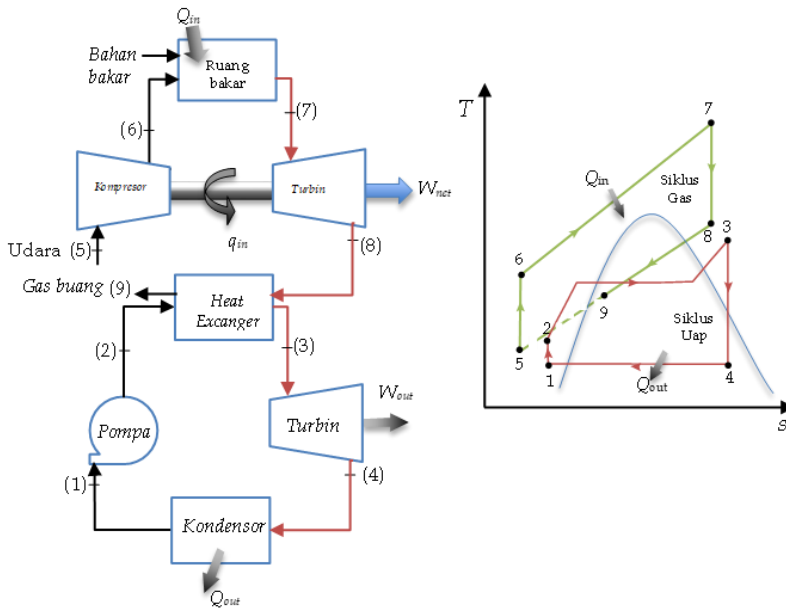 Qin
Bahan
bakar
Ruang
bakar
(6)
(7)
Kompresor
Turbin
Wnet
qin
Udara (5)
(8)
Gas buang (9)
Heat
Excanger
(2)
(3)
Wout
Pompa
Turbin
(1)
(4)
Kondensor
Qout
T
7
Qin
Siklus
Gas
8
3
6
9
2
Siklus
Uap
5
1
Qout
4
s